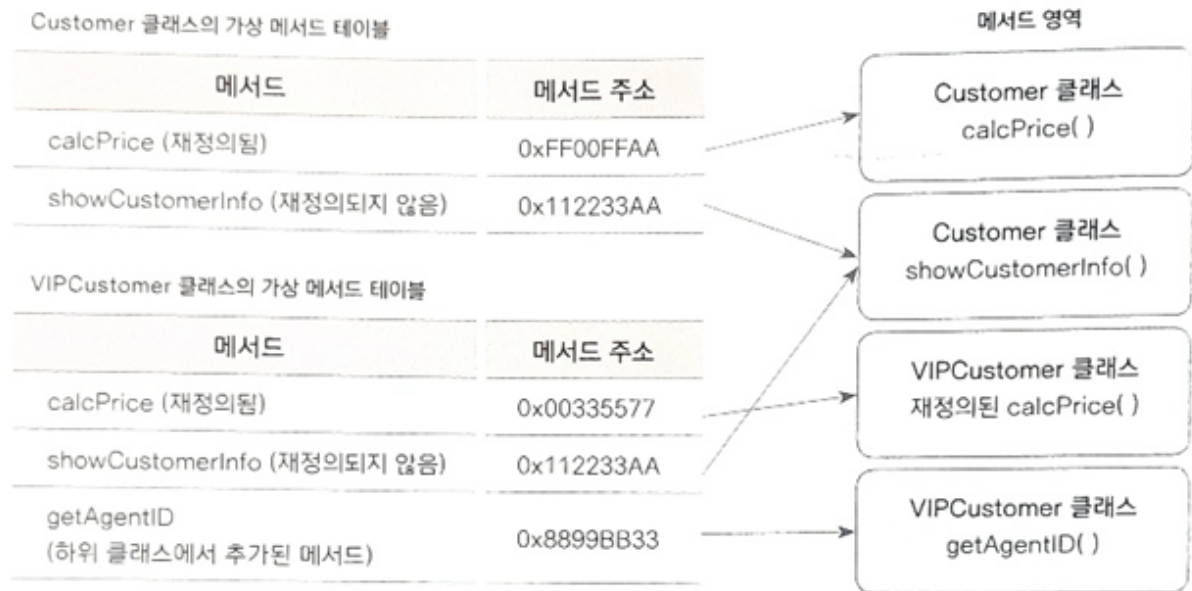 Customer 클래스의 가상 메서드 테이블
메서드 메서드 주소
calcPrice (재정의됨) 0xFF00FFAA
showCustomerInfo (재정의되지 않음) 0x112233AA
VIPCustomer 클래스의 가상 메서드 테이블
메서드 메서드 주소
calcPrice (재정의됨) 0x00335577
showCustomerInfo (재정의되지 않음) 0x112233AA
getAgentID
(하위 클래스에서 추가된 메서드) 0x8899BB33
메서드 영역
Customer 클래스
calcPrice( )
Customer 클래스
showCustomerInfo( )
VIPCustomer 클래스
재정의된 calcPrice( )
VIPCustomer 클래스
getAgentID( )